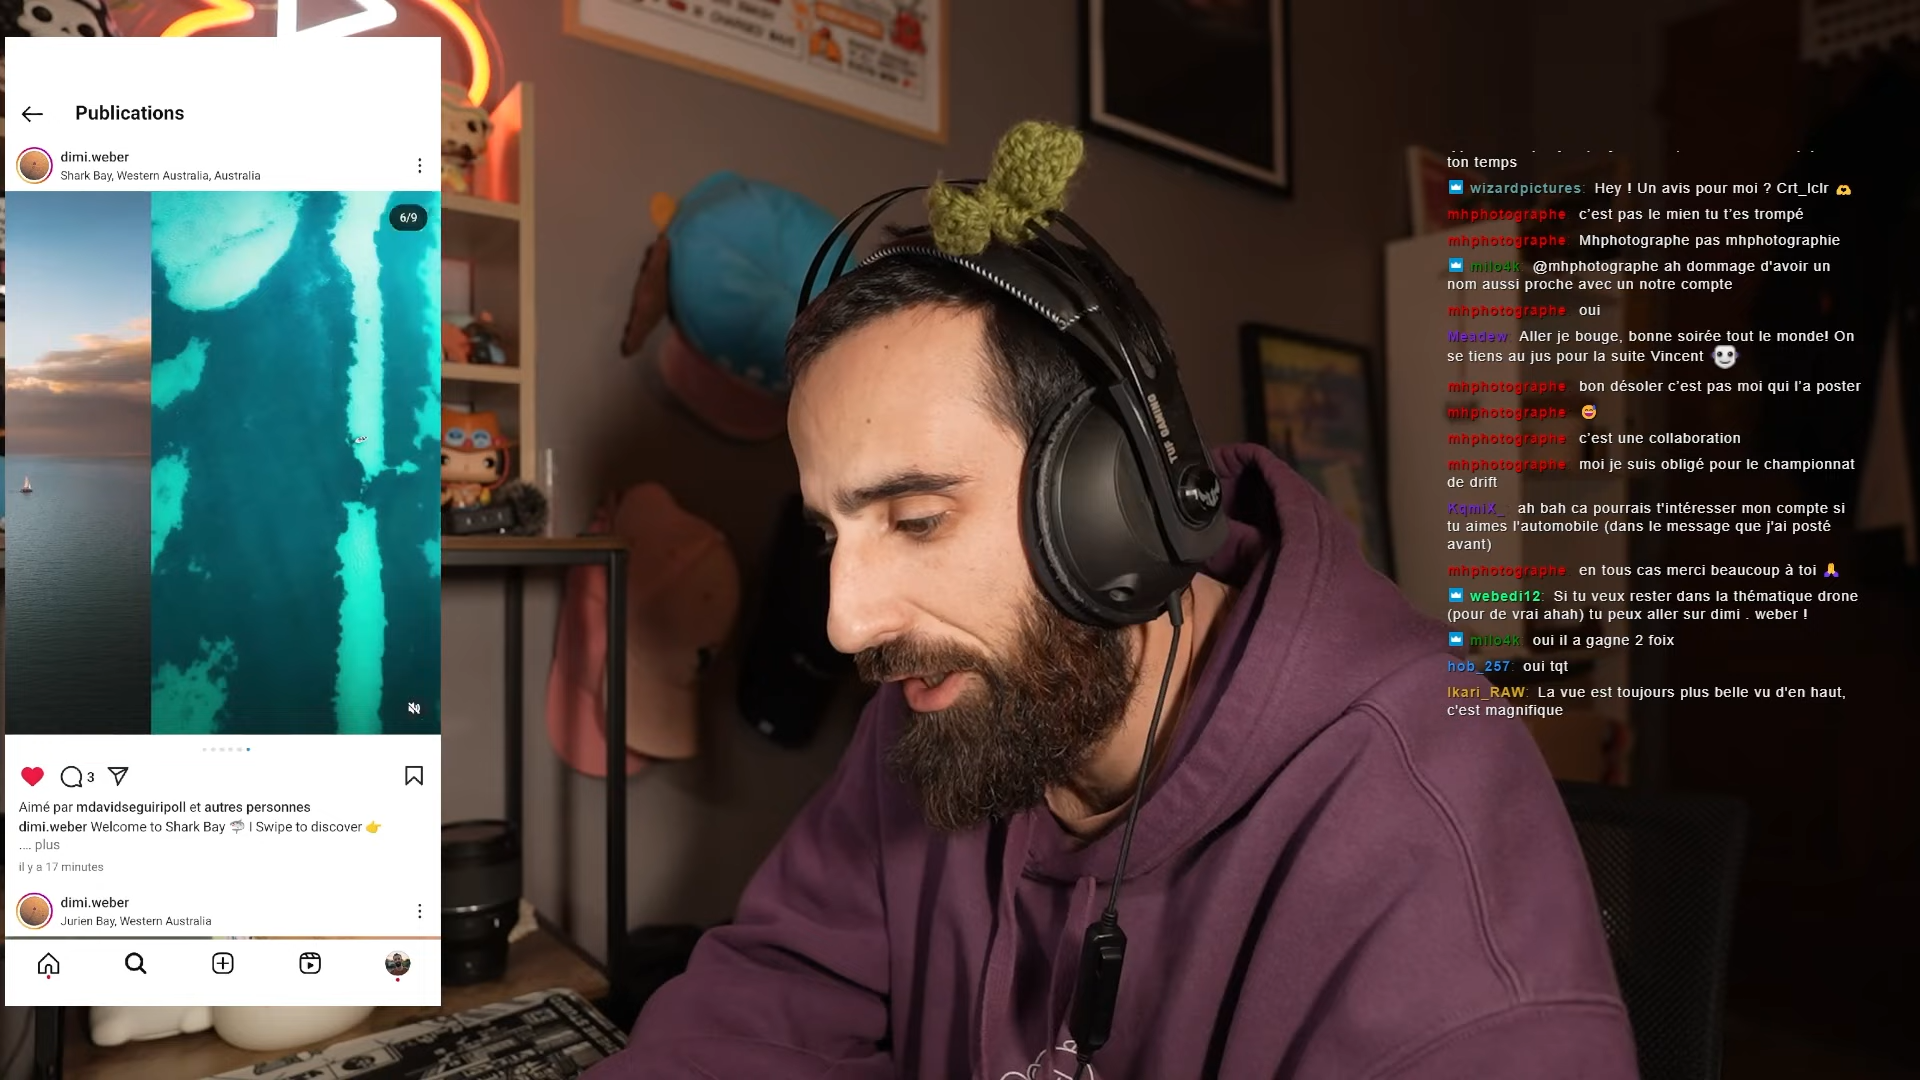 Publications
dimi.weber
Shark Bay, Western Australia, Australia
6/9
3
Aimé par mdavidseguiripoll et autres personnes
dimi.weber Welcome to Shark Bay 🦈 I Swipe to discover 👉
.... plus
il y a 17 minutes
dimi.weber
Jurien Bay, Western Australia
TUF GAMING
ton temps
wizardpictures: Hey ! Un avis pour moi ? Crt_lclr 🫶
mhphotographe: c'est pas le mien tu t'es trompé
mhphotographe: Mhphotographe pas mhphotographie
milo4k: @mhphotographe ah dommage d'avoir un
nom aussi proche avec un notre compte
mhphotographe: oui
Meadew: Aller je bouge, bonne soirée tout le monde! On
se tiens au jus pour la suite Vincent
mhphotographe: bon désoler c'est pas moi qui l'a poster
mhphotographe: 😅
mhphotographe: c'est une collaboration
mhphotographe: moi je suis obligé pour le championnat
de drift
KqmiX_: ah bah ca pourrais t'intéresser mon compte si
tu aimes l'automobile (dans le message que j'ai posté
avant)
mhphotographe: en tous cas merci beaucoup à toi 🙏
webedi12: Si tu veux rester dans la thématique drone
(pour de vrai ahah) tu peux aller sur dimi . weber !
milo4k: oui il a gagne 2 foix
hob_257: oui tqt
Ikari_RAW: La vue est toujours plus belle vu d'en haut,
c'est magnifique